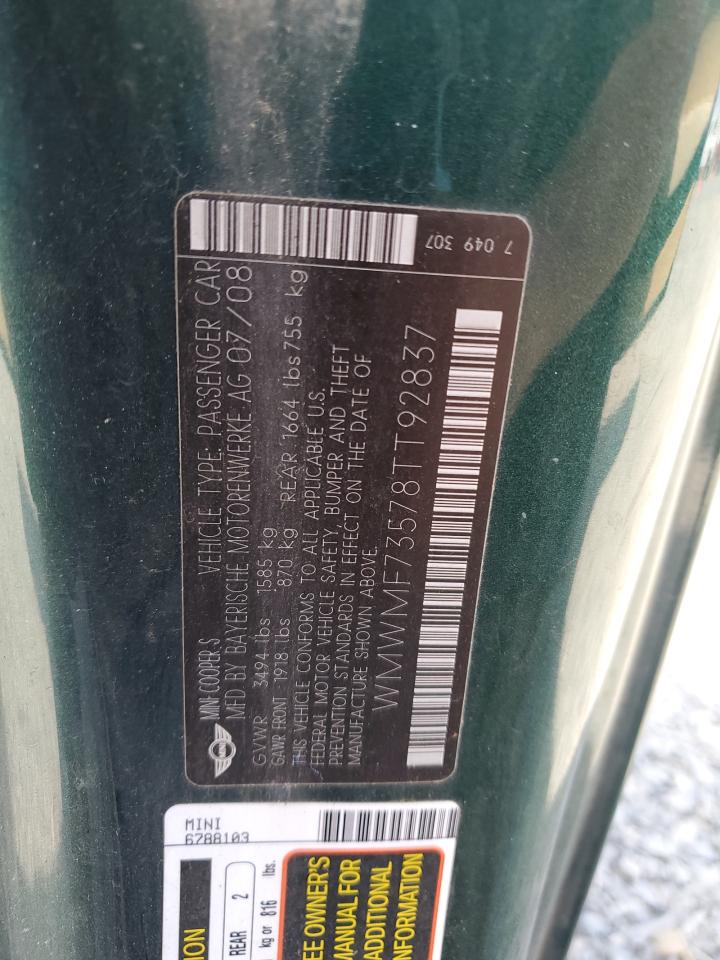 7 049 307
MINI COOPER S VEHICLE TYPE: PASSENGER CAR
MFD BY BAYERISCHE MOTORENWERKE AG 07/08
GVWR 3494 lbs 1585 kg
GAWR FRONT 1918 lbs 870 kg REAR 1664 lbs 755 kg
THIS VEHICLE CONFORMS TO ALL APPLICABLE U.S.
FEDERAL MOTOR VEHICLE SAFETY, BUMPER AND THEFT
PREVENTION STANDARDS IN EFFECT ON THE DATE OF
MANUFACTURE SHOWN ABOVE.
WMWMF73578TT92837
MINI
6788103
REAR 2
kg or 816 lbs.
EE OWNER'S
MANUAL FOR
ADDITIONAL
NFORMATION